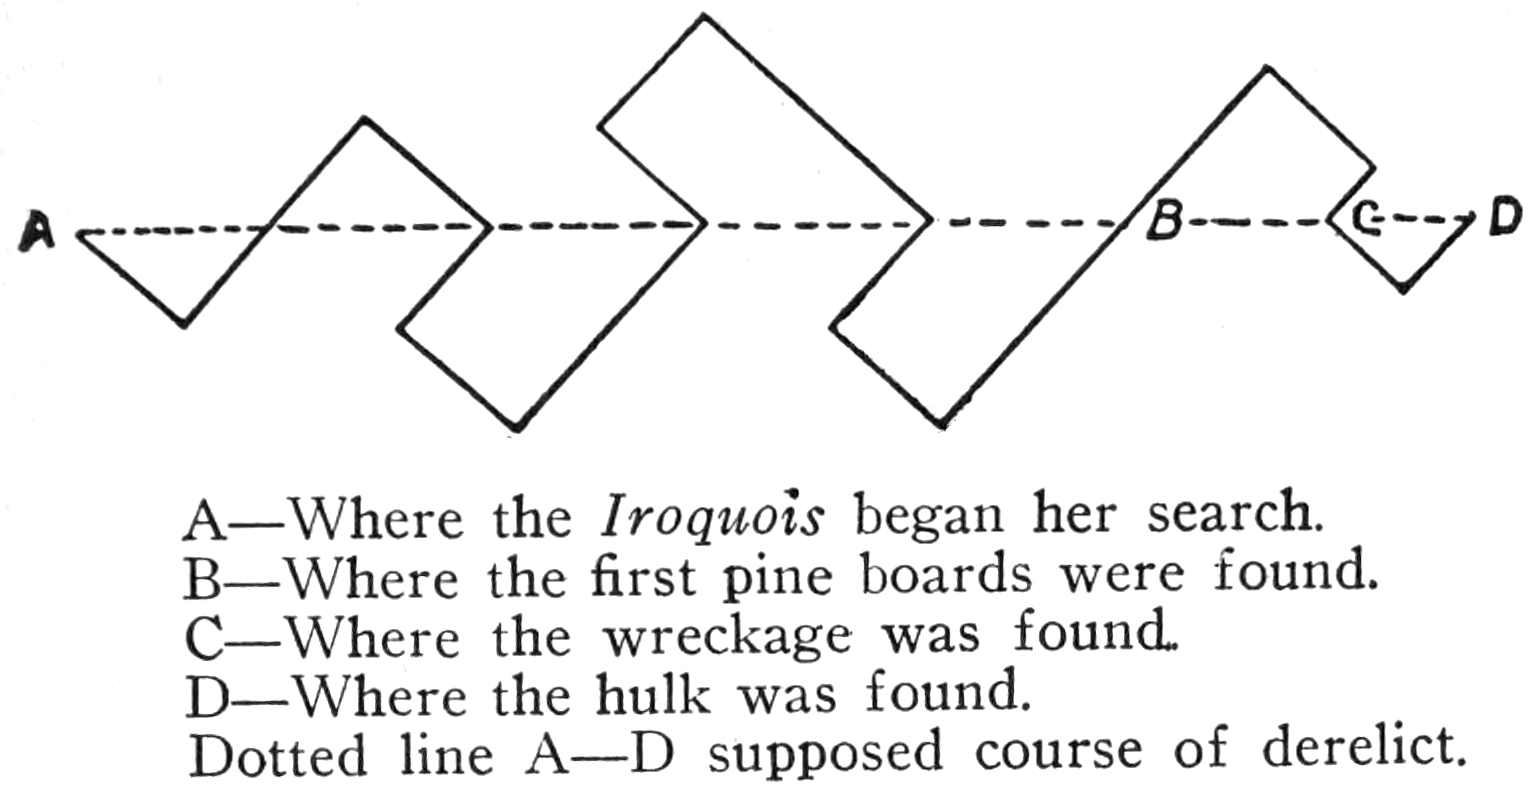 A B C D
A—Where the Iroquois began her search.
B—Where the first pine boards were found.
C—Where the wreckage was found.
D—Where the hulk was found.
Dotted line A—D supposed course of derelict.